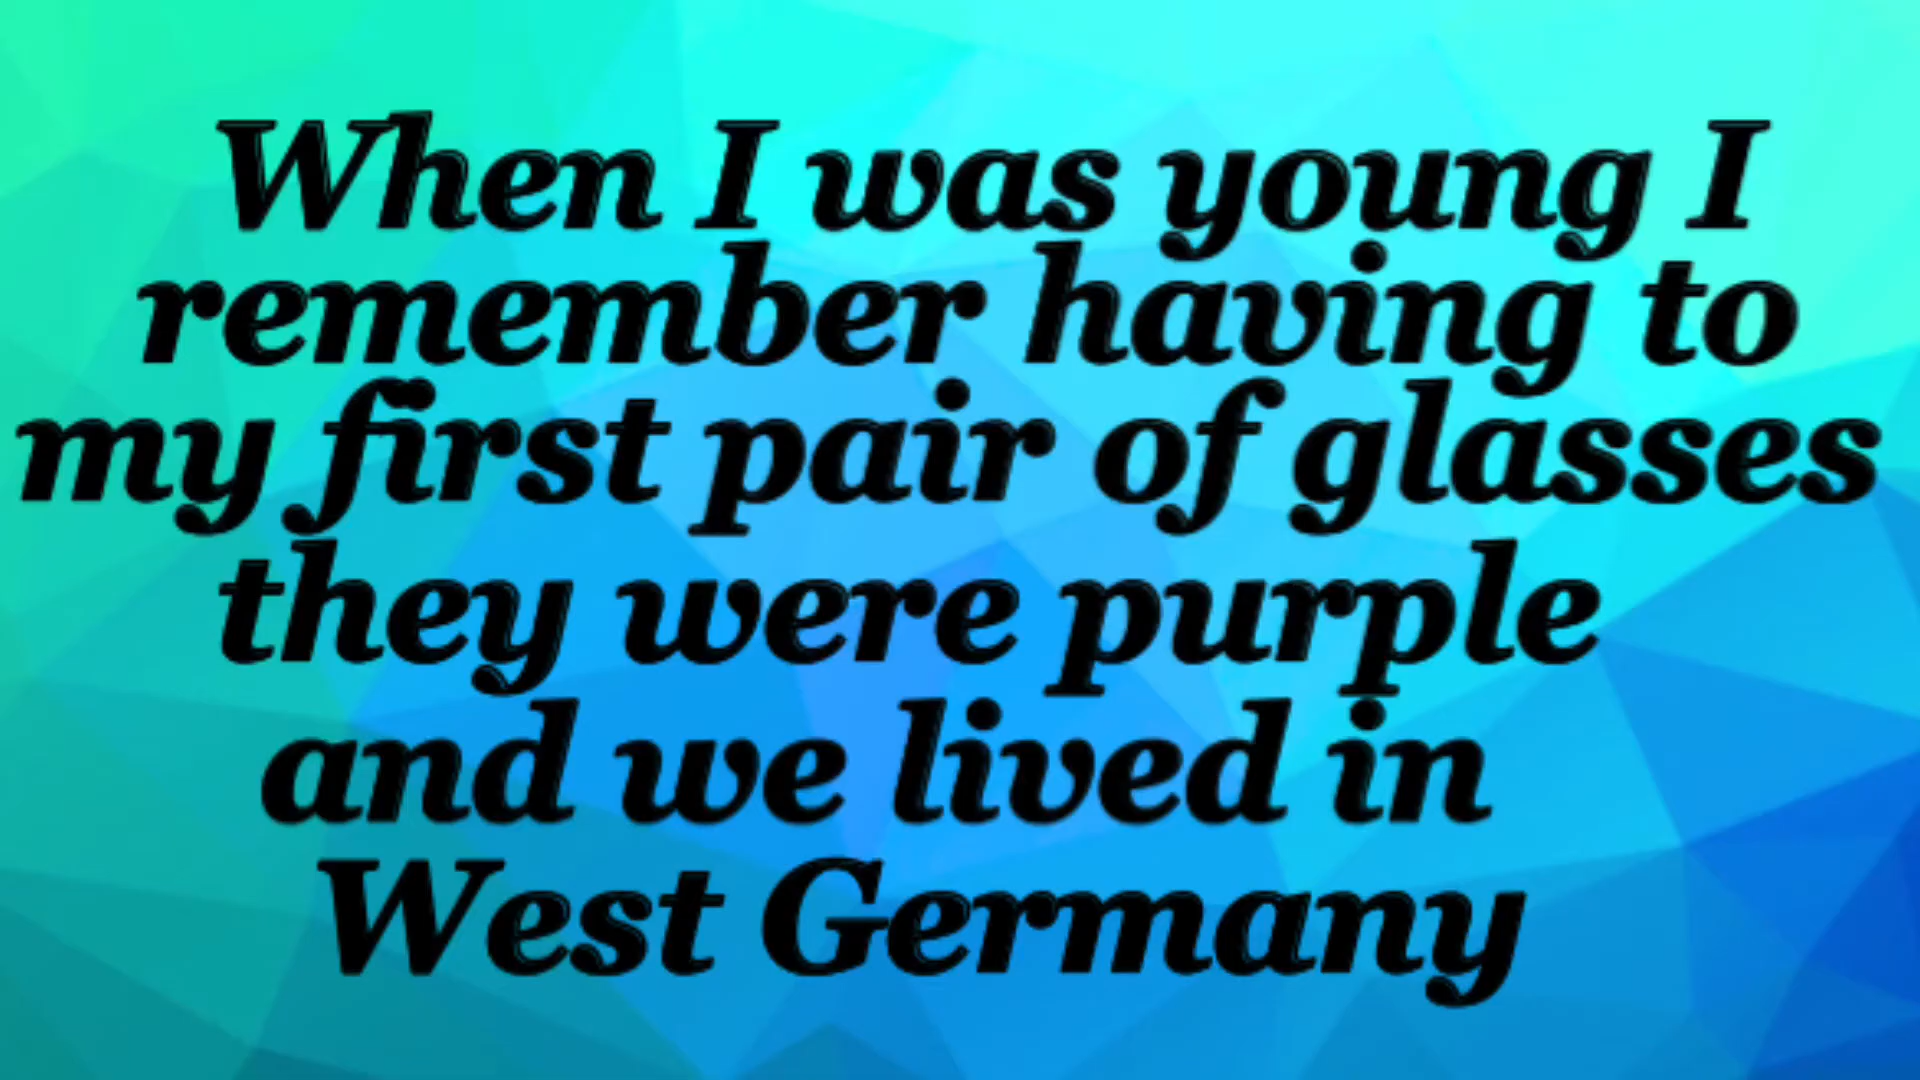 When I was young I
remember having to
my first pair of glasses
they were purple
and we lived in
West Germany